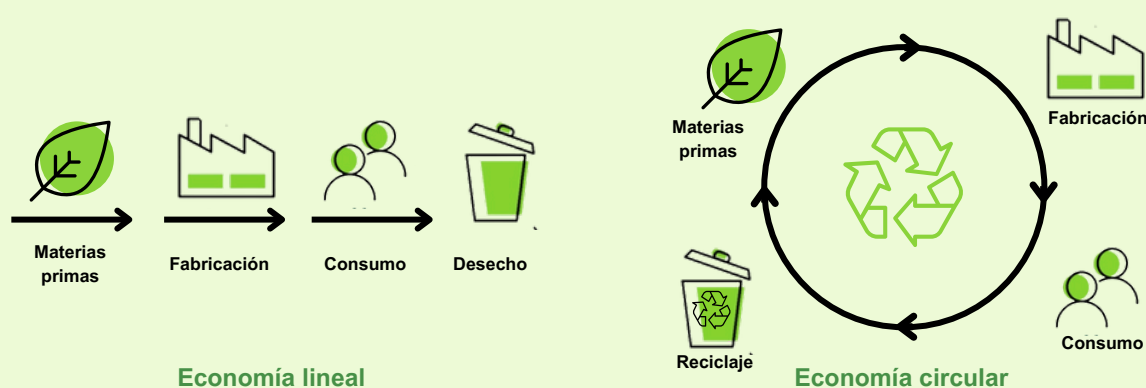 Materias
primas
Fabricación
Consumo
Desecho
Economía lineal
Materias
primas
Fabricación
Consumo
Reciclaje
Economía circular